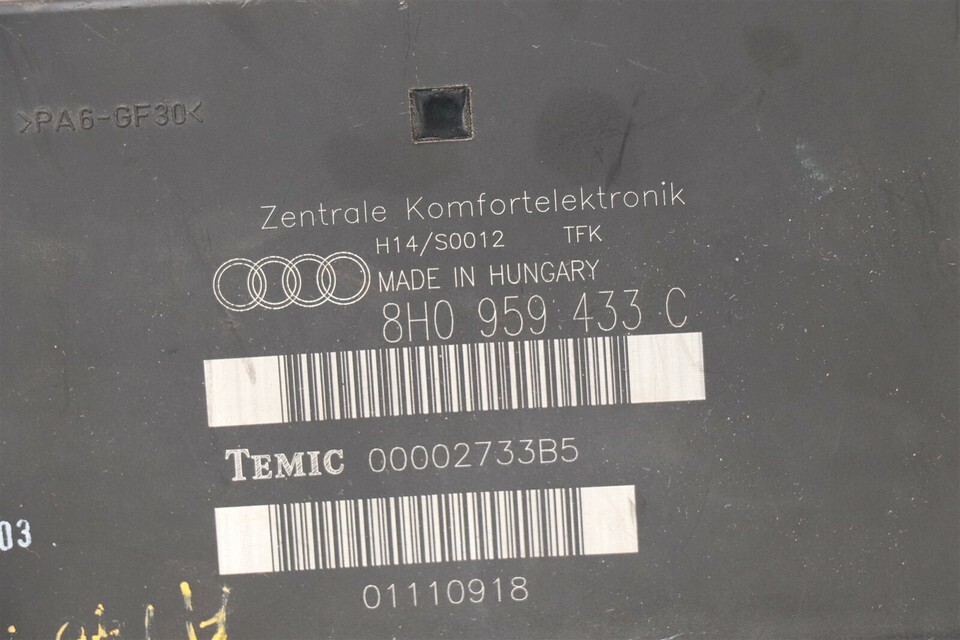 >PA6-GF30<
Zentrale Komfortelektronik
H14/S0012 TFK
MADE IN HUNGARY
8H0 959 433 C
TEMIC 00002733B5
03
01110918